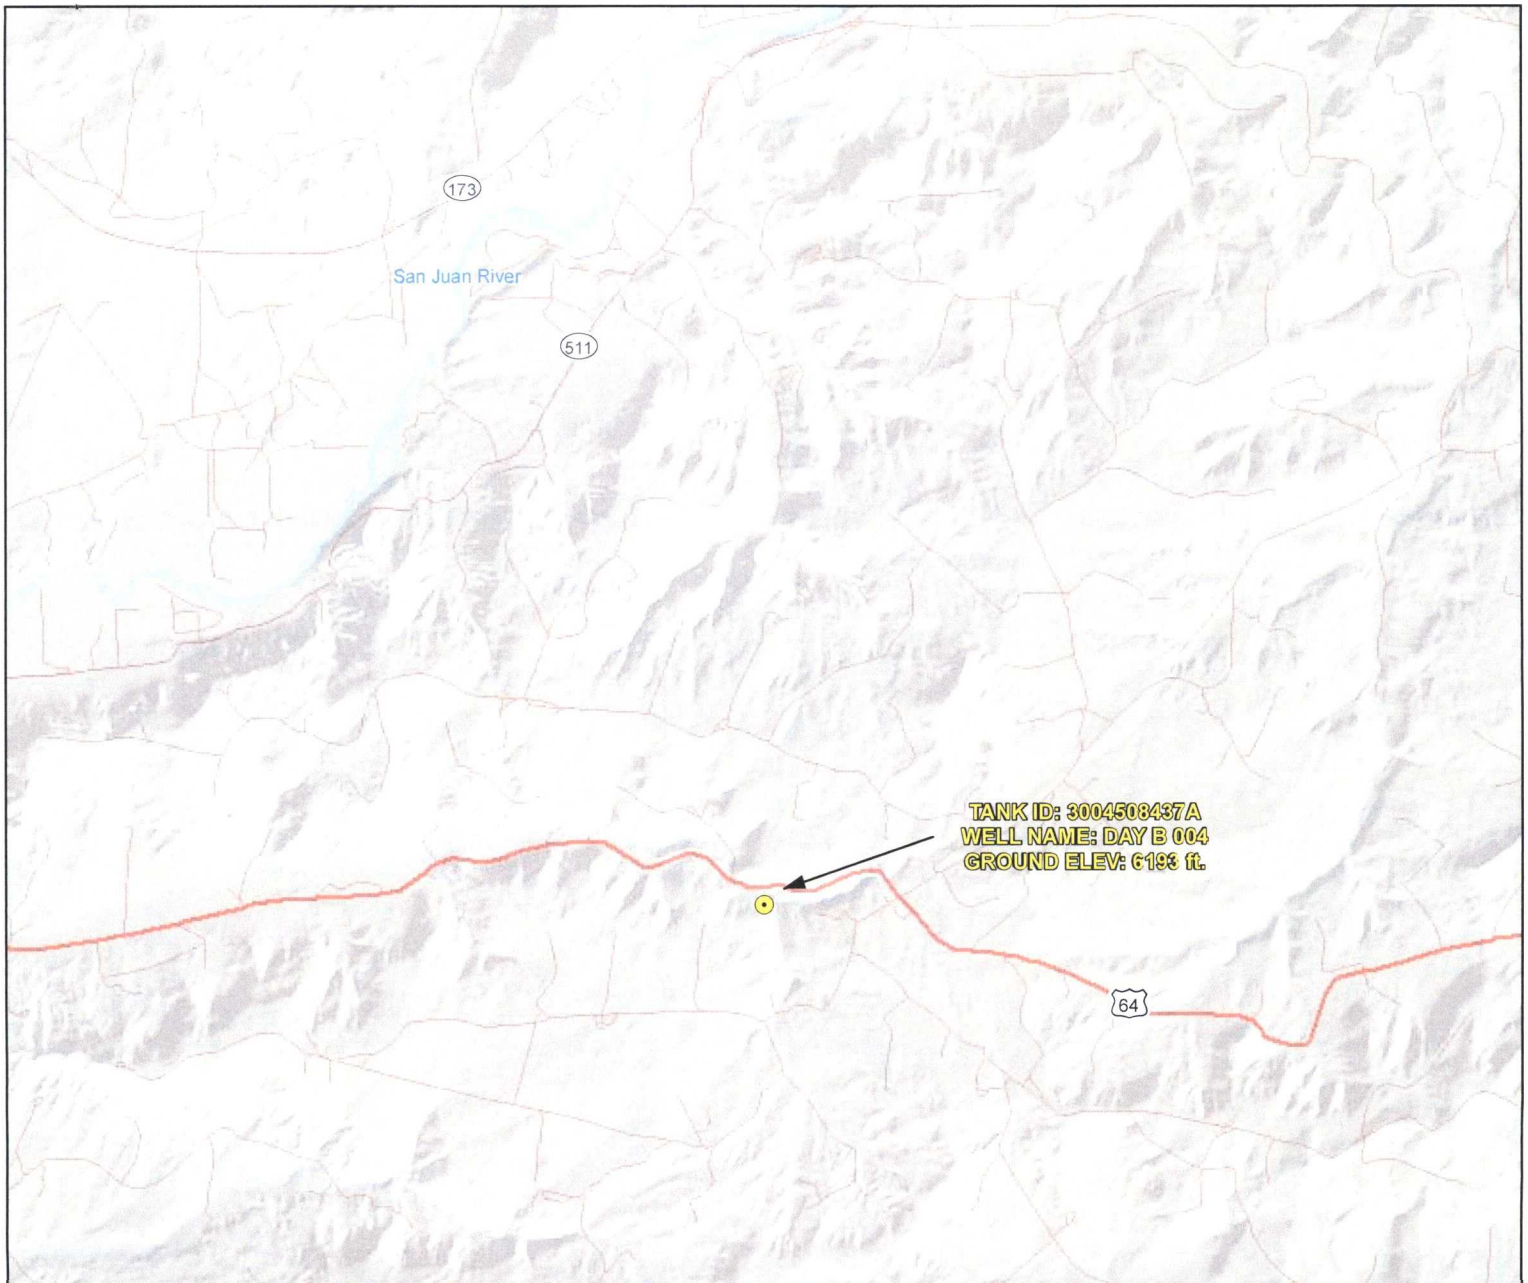 173
San Juan River
511
TANK ID: 3004508437A
WELL NAME: DAY B 004
GROUND ELEV: 6193 ft.
64